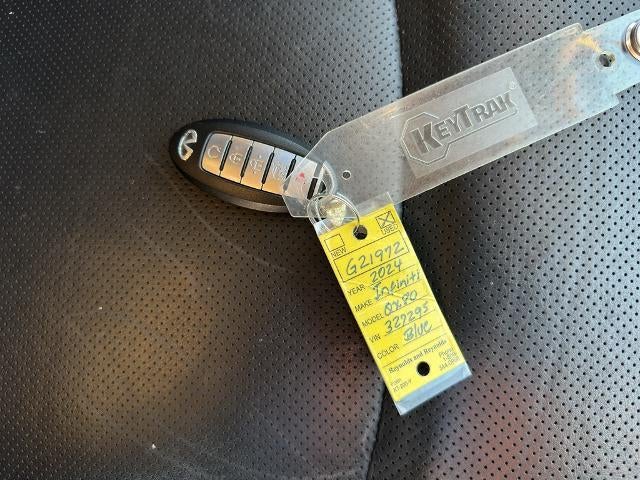 KEYTRAK®
NEW
USED
G21972
YEAR 2024
MAKE Infiniti
MODEL QX80
VIN 327295
COLOR Blue
Reynolds and Reynolds